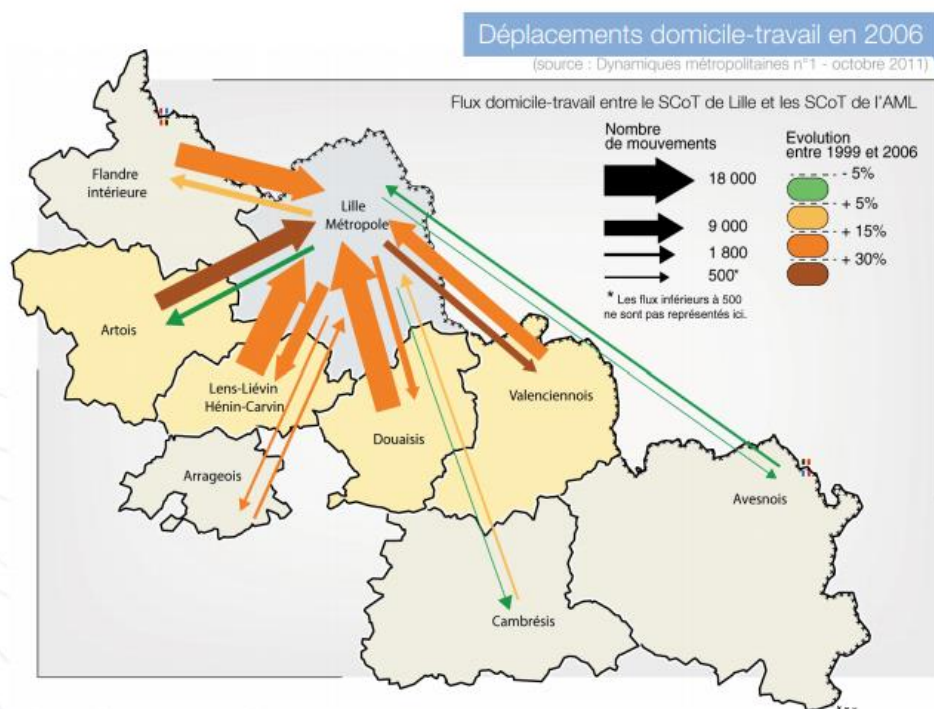 Déplacements domicile-travail en 2006
(source : Dynamiques métropolitaines n°1 - octobre 2011)
Flux domicile-travail entre le SCoT de Lille et les SCoT de l'AML
Nombre
de mouvements
18 000
9 000
1 800
500*
* Les flux inférieurs à 500
ne sont pas représentés ici.
Evolution
entre 1999 et 2006
- 5%
+ 5%
+ 15%
+ 30%
Flandre
intérieure
Lille
Métropole
Artois
Lens-Liévin
Hénin-Carvin
Valenciennois
Douaisis
Arrageois
Avesnois
Cambrésis